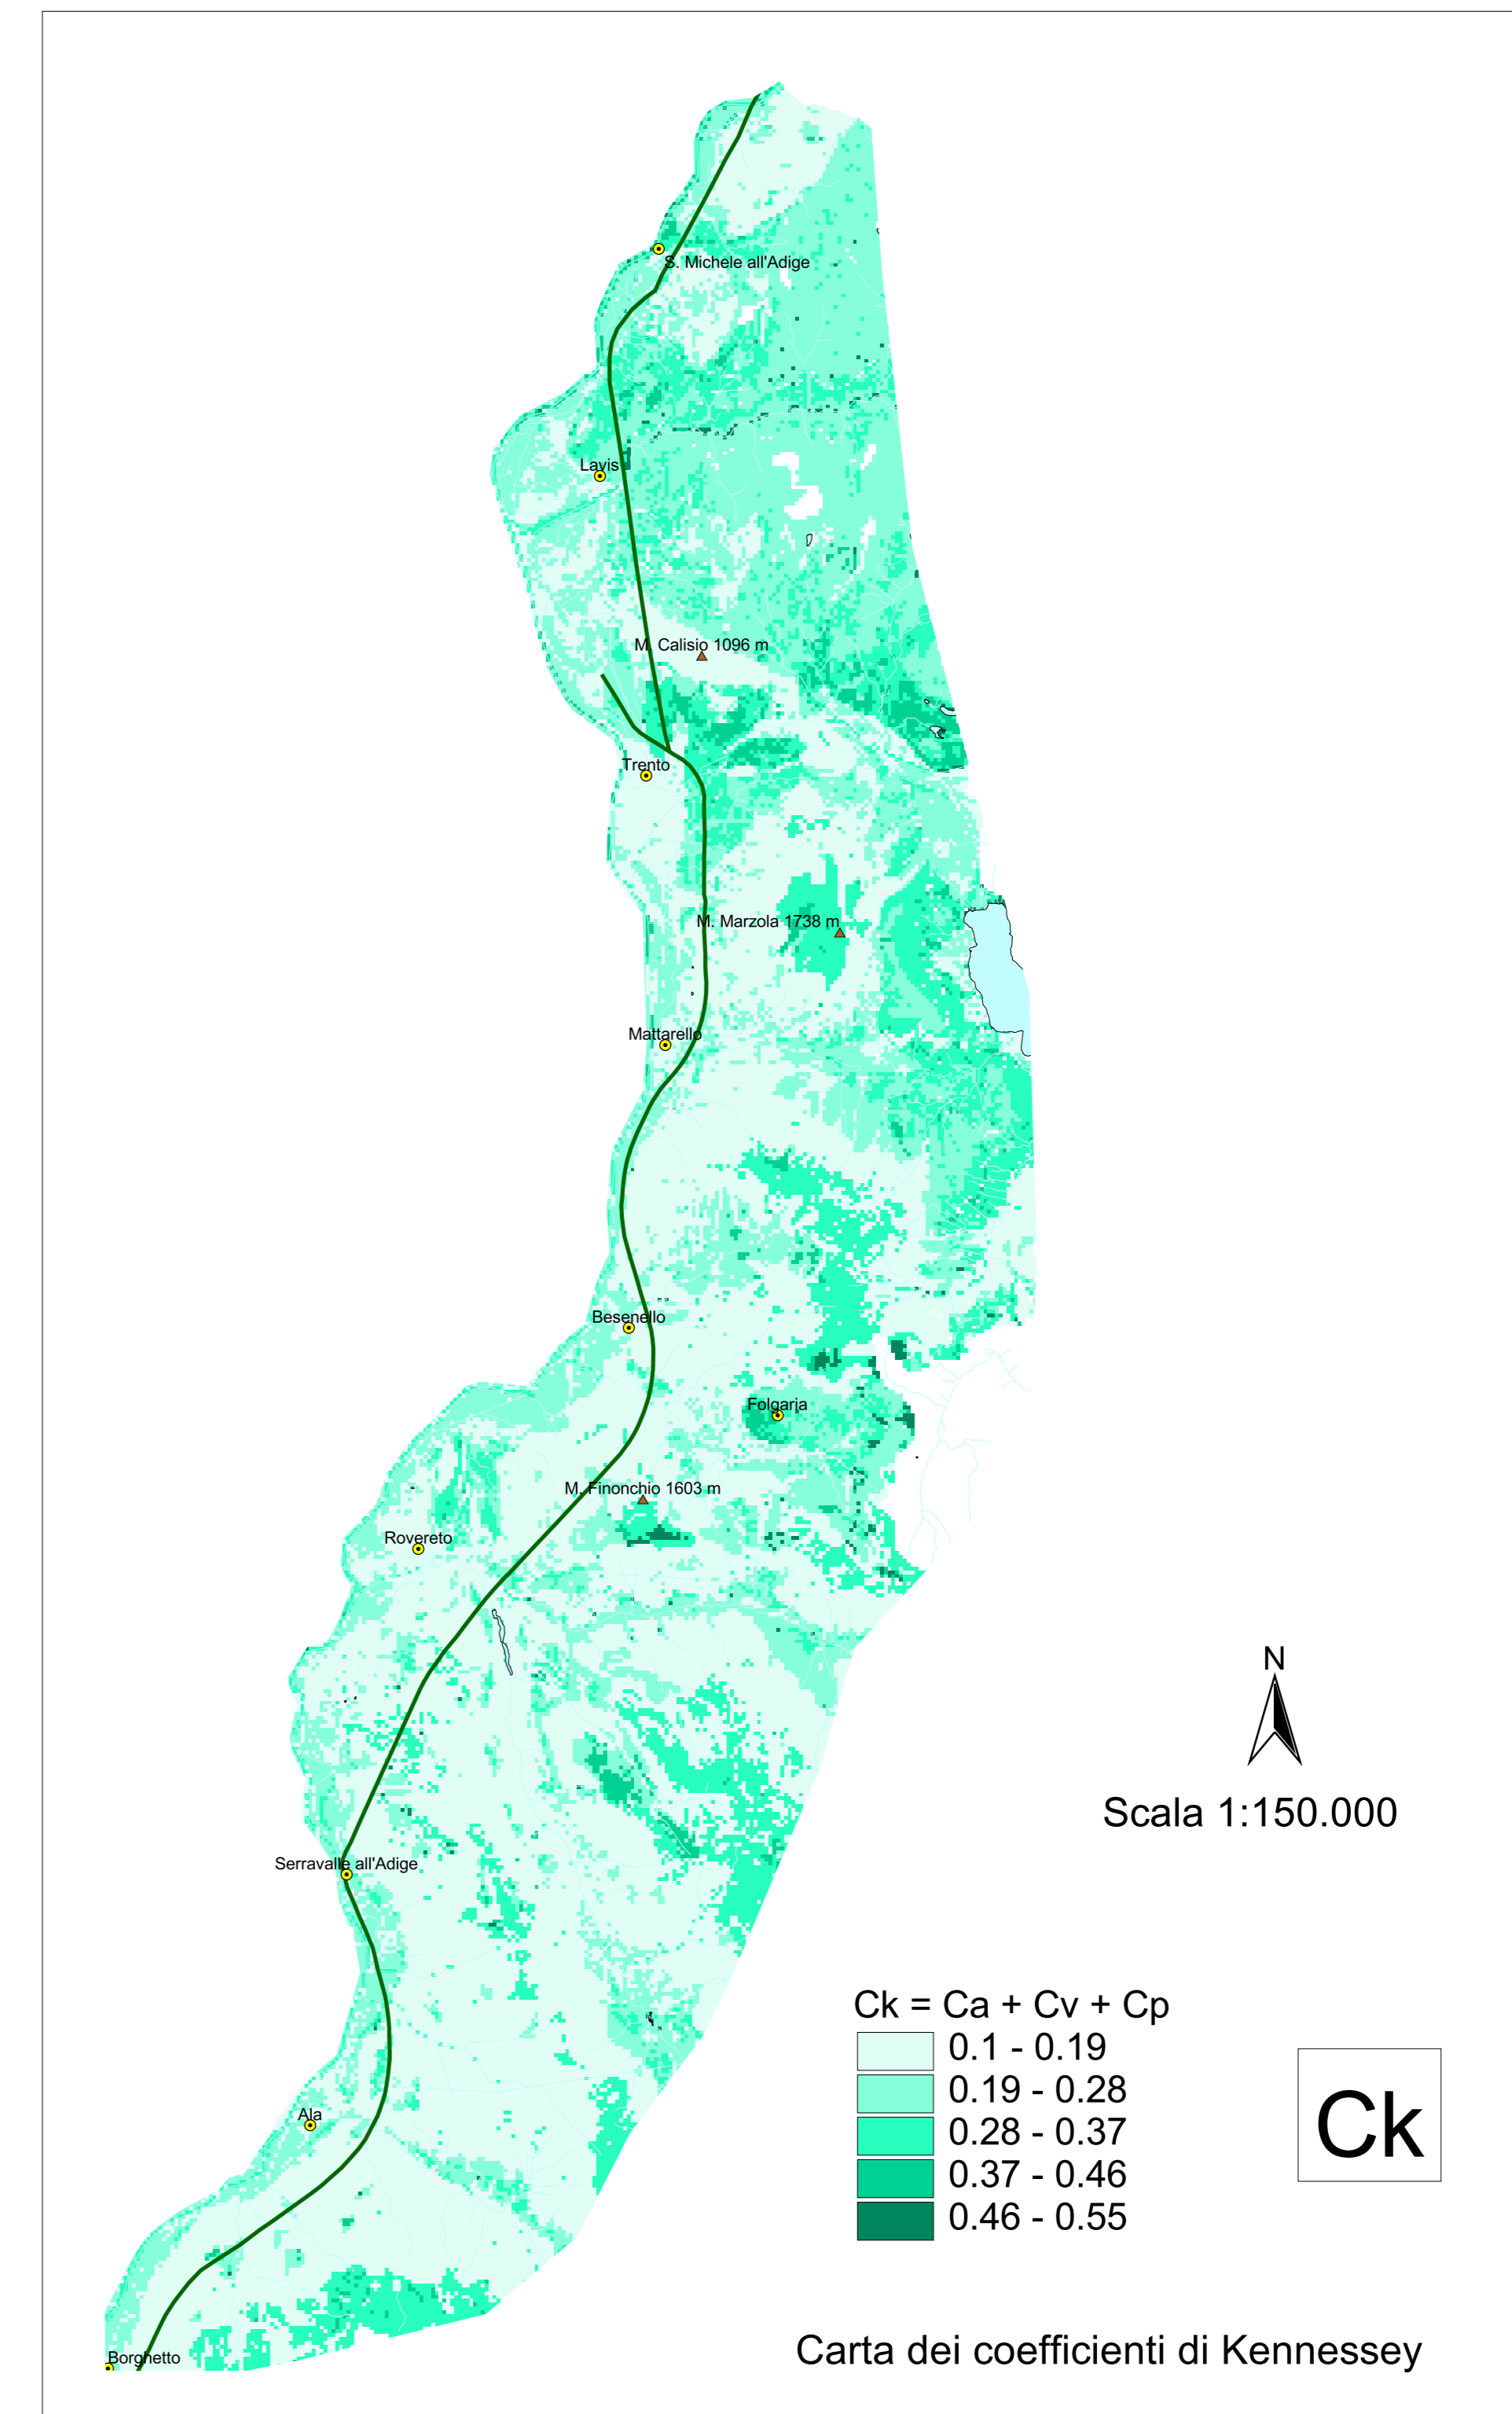 S. Michele all'Adige
Lavis
M. Calisio 1096 m
Trento
M. Marzola 1738 m
Mattarello
Besenello
Folgaria
M. Finonchio 1603 m
Rovereto
N
Scala 1:150.000
Serravalle all'Adige
Ck = Ca + Cv + Cp
0.1 - 0.19
0.19 - 0.28
0.28 - 0.37
0.37 - 0.46
0.46 - 0.55
Ck
Ala
Carta dei coefficienti di Kennessey
Borghetto